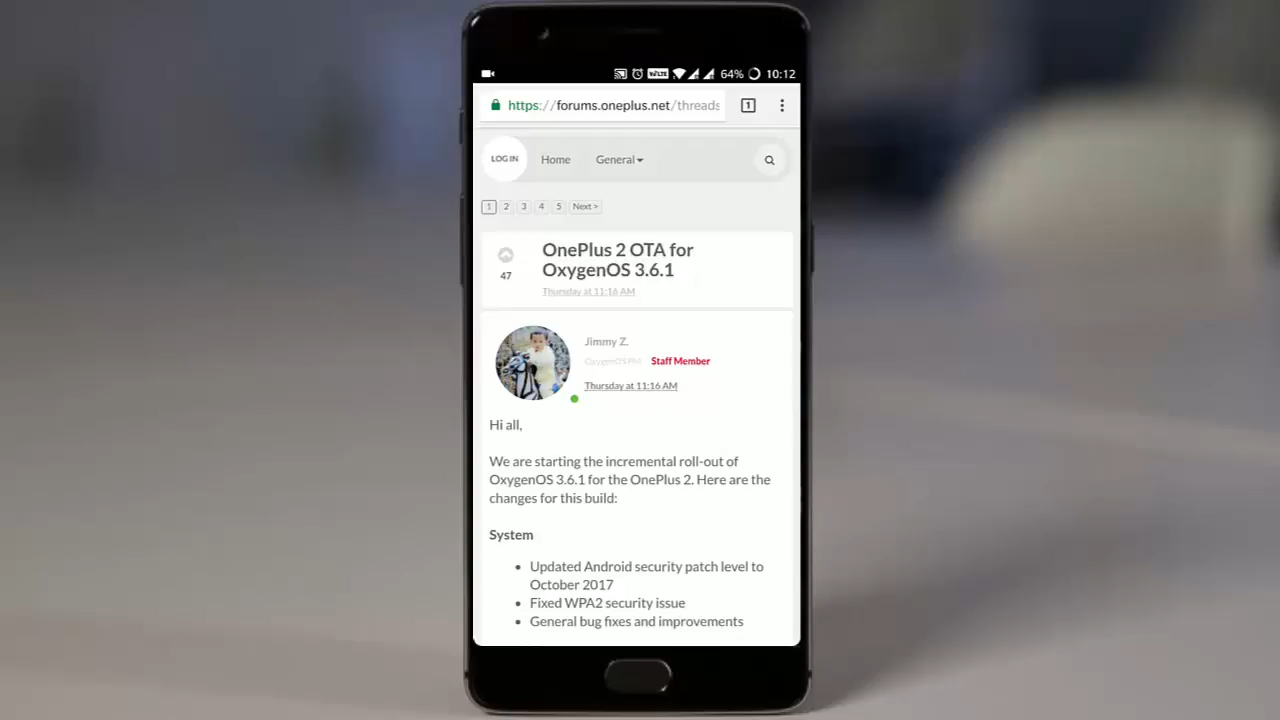 VoLTE 64% 10:12
https://forums.oneplus.net/threads 1
LOG IN Home General
1 2 3 4 5 Next >
OnePlus 2 OTA for
47 OxygenOS 3.6.1
Thursday at 11:16 AM
Jimmy Z.
OxygenOS PM Staff Member
Thursday at 11:16 AM
Hi all,
We are starting the incremental roll-out of
OxygenOS 3.6.1 for the OnePlus 2. Here are the
changes for this build:
System
• Updated Android security patch level to
October 2017
• Fixed WPA2 security issue
• General bug fixes and improvements